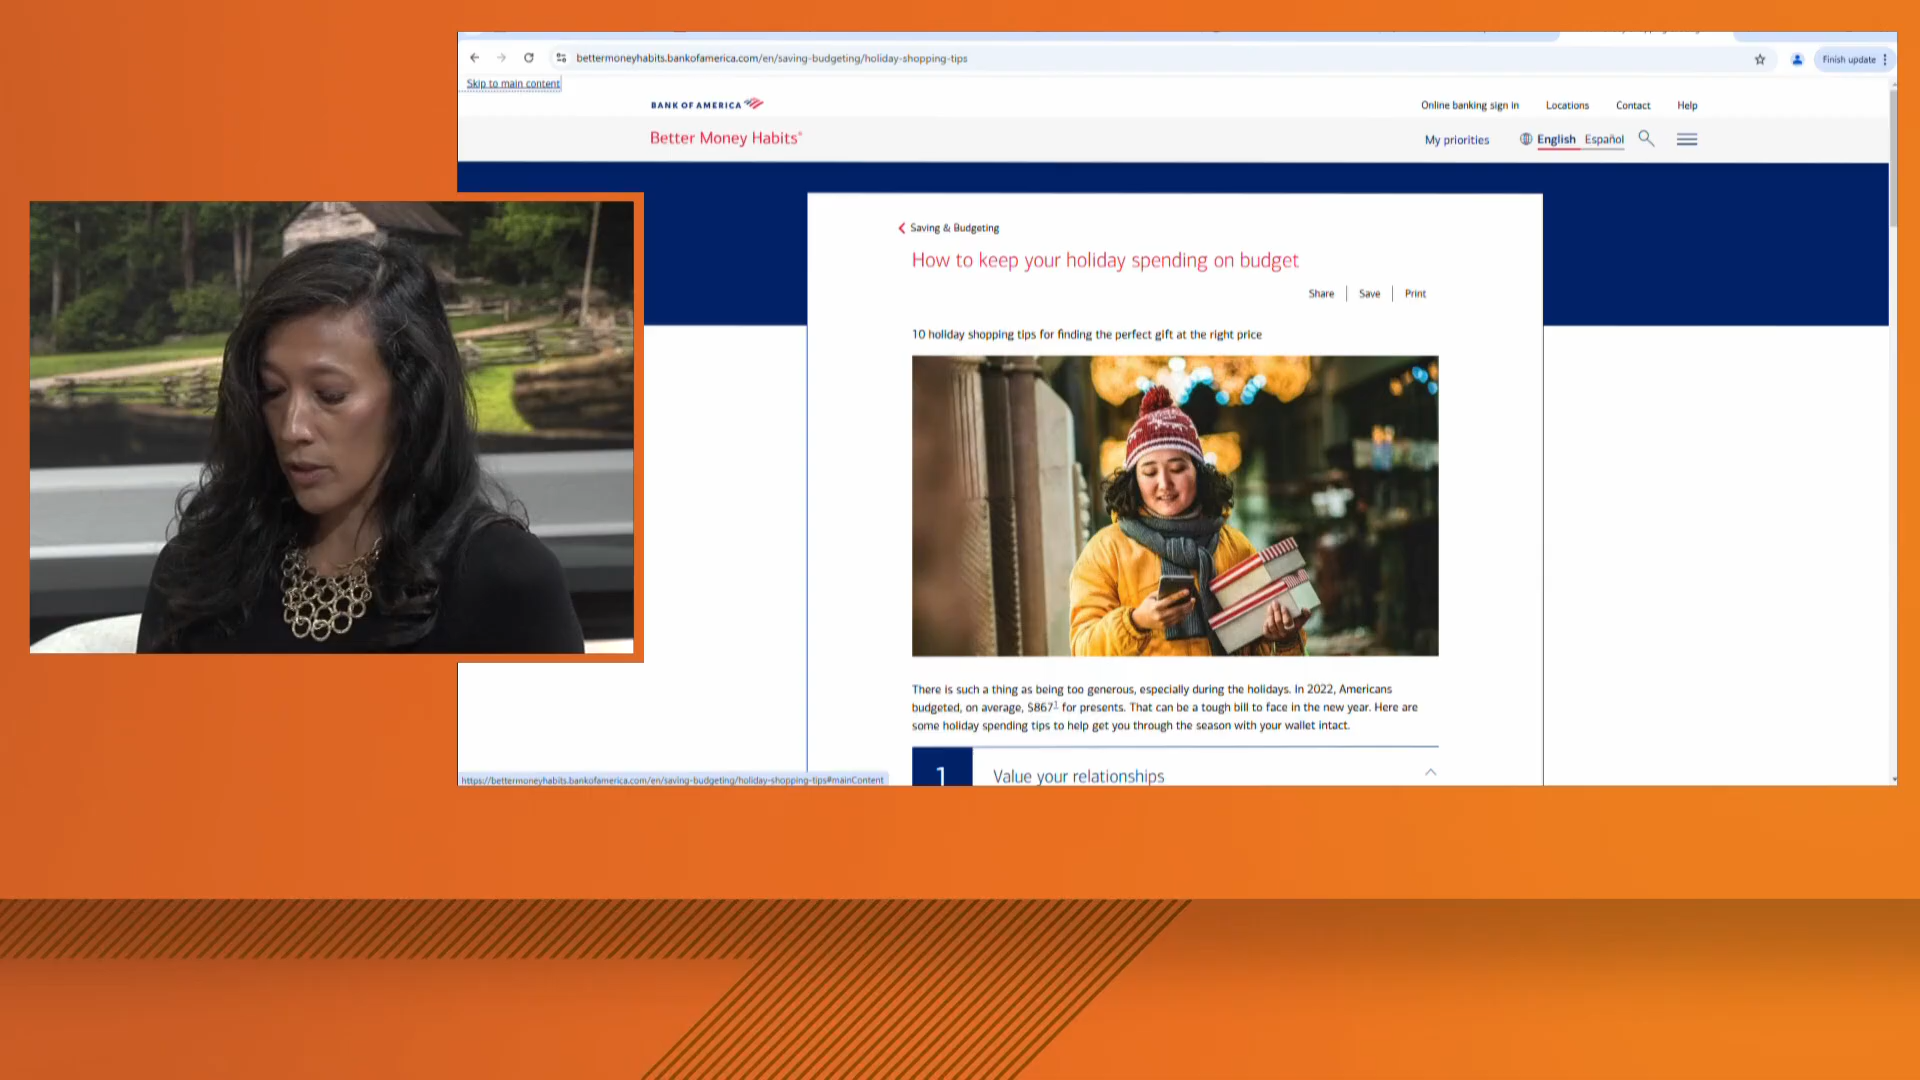 bettermoneyhabits.bankofamerica.com/en/saving-budgeting/holiday-shopping-tips
Finish update
Skip to main content
BANK OF AMERICA
Online banking sign in
Locations
Contact
Help
Better Money Habits®
My priorities
English
Español
Saving & Budgeting
How to keep your holiday spending on budget
Share
Save
Print
10 holiday shopping tips for finding the perfect gift at the right price
There is such a thing as being too generous, especially during the holidays. In 2022, Americans
budgeted, on average, $867¹ for presents. That can be a tough bill to face in the new year. Here are
some holiday spending tips to help get you through the season with your wallet intact.
1
Value your relationships
https://bettermoneyhabits.bankofamerica.com/en/saving-budgeting/holiday-shopping-tips#mainContent